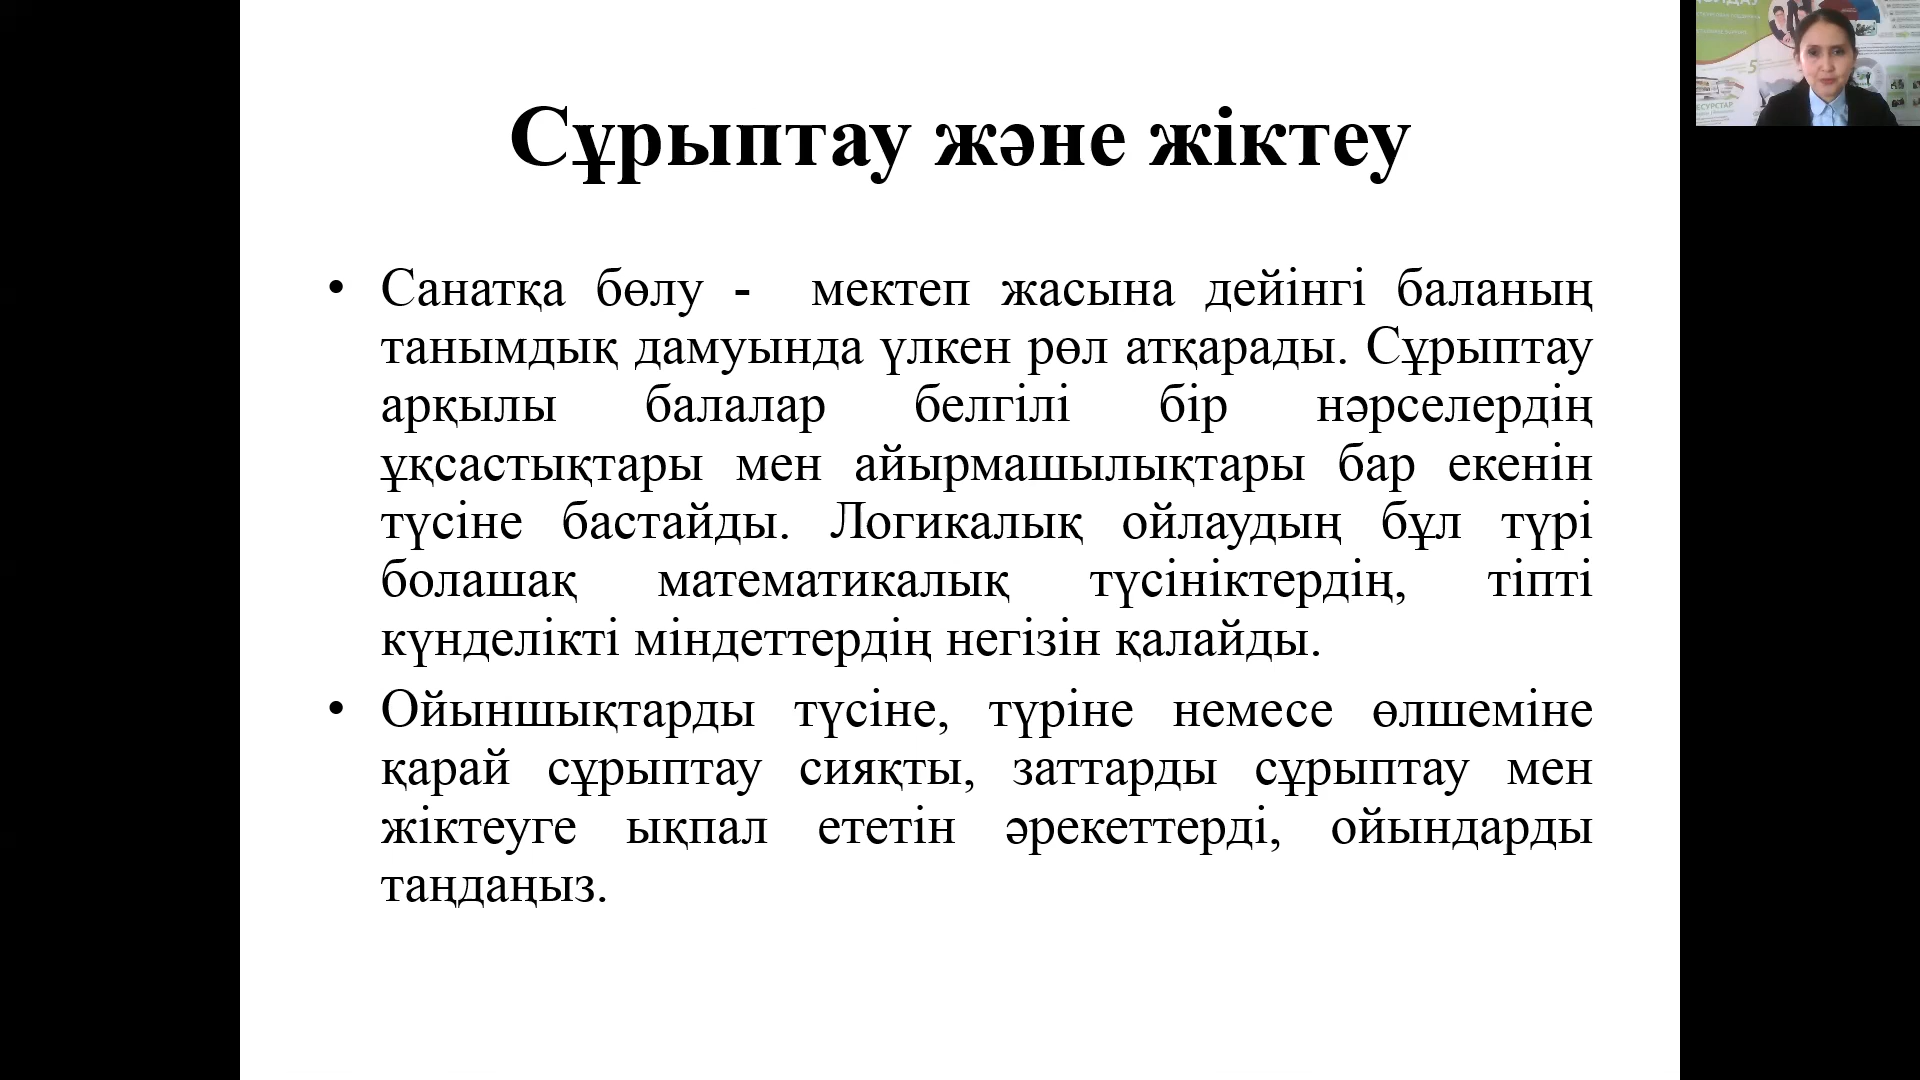 Сұрыптау және жіктеу
• Санатқа бөлу - мектеп жасына дейінгі баланың
танымдық дамуында үлкен рөл атқарады. Сұрыптау
арқылы балалар белгілі бір нәрселердің
ұқсастықтары мен айырмашылықтары бар екенін
түсіне бастайды. Логикалық ойлаудың бұл түрі
болашақ математикалық түсініктердің, тіпті
күнделікті міндеттердің негізін қалайды.
• Ойыншықтарды түсіне, түріне немесе өлшеміне
қарай сұрыптау сияқты, заттарды сұрыптау мен
жіктеуге ықпал ететін әрекеттерді, ойындарды
таңдаңыз.
5